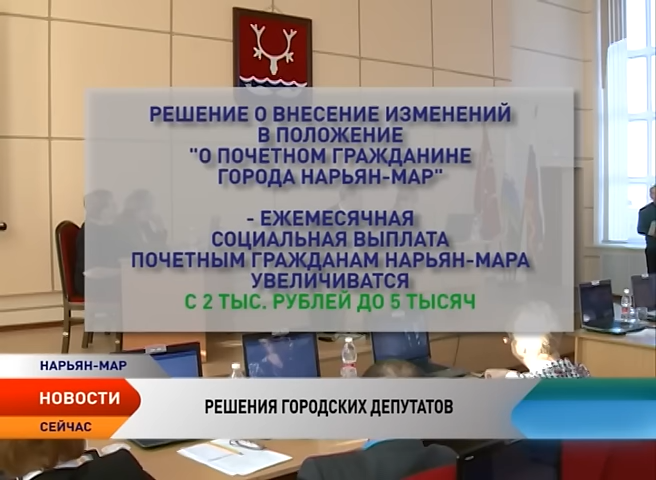 РЕШЕНИЕ О ВНЕСЕНИЕ ИЗМЕНЕНИЙ
В ПОЛОЖЕНИЕ
"О ПОЧЕТНОМ ГРАЖДАНИНЕ
ГОРОДА НАРЬЯН-МАР"
- ЕЖЕМЕСЯЧНАЯ
СОЦИАЛЬНАЯ ВЫПЛАТА
ПОЧЕТНЫМ ГРАЖДАНАМ НАРЬЯН-МАРА
УВЕЛИЧИВАТСЯ
С 2 ТЫС. РУБЛЕЙ ДО 5 ТЫСЯЧ
НАРЬЯН-МАР
НОВОСТИ
СЕЙЧАС
РЕШЕНИЯ ГОРОДСКИХ ДЕПУТАТОВ